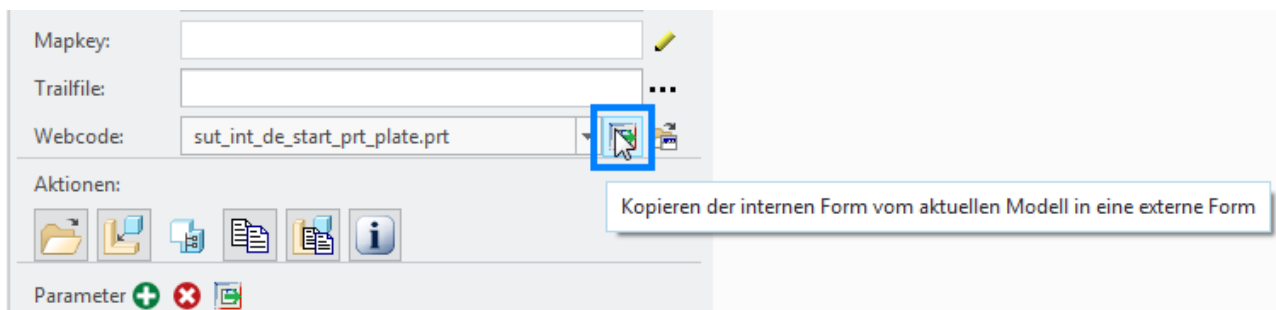 Mapkey:
Trailfile:
Webcode: sut_int_de_start_prt_plate.prt
Aktionen:
Kopieren der internen Form vom aktuellen Modell in eine externe Form
Parameter